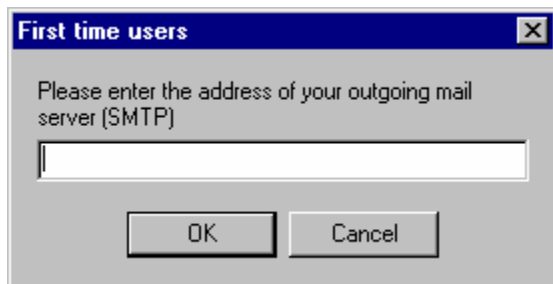 First time users
Please enter the address of your outgoing mail
server (SMTP)
OK
Cancel